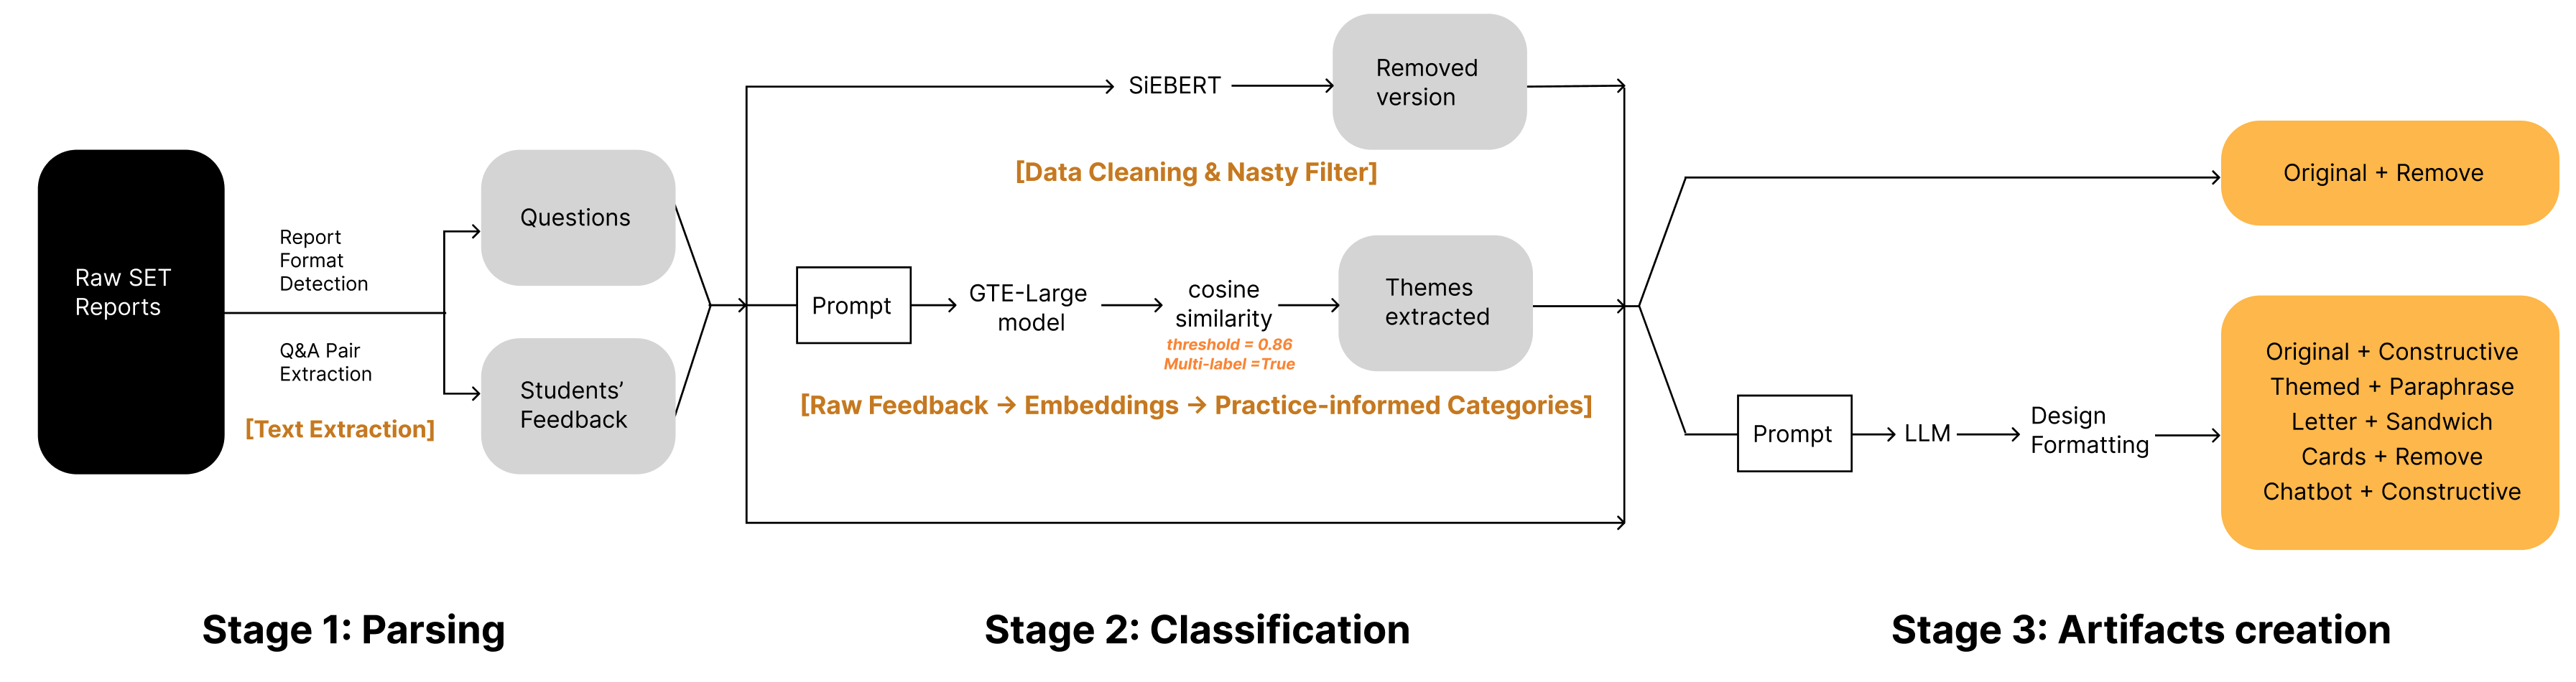 Raw SET
Reports
Report
Format
Detection
Q&A Pair
Extraction
[Text Extraction]
Questions
Students’
Feedback
SiEBERT
Removed
version
[Data Cleaning & Nasty Filter]
Prompt
GTE-Large
model
cosine
similarity
threshold = 0.86
Multi-label =True
Themes
extracted
[Raw Feedback → Embeddings → Practice-informed Categories]
Original + Remove
Prompt
LLM
Design
Formatting
Original + Constructive
Themed + Paraphrase
Letter + Sandwich
Cards + Remove
Chatbot + Constructive
Stage 1: Parsing
Stage 2: Classification
Stage 3: Artifacts creation